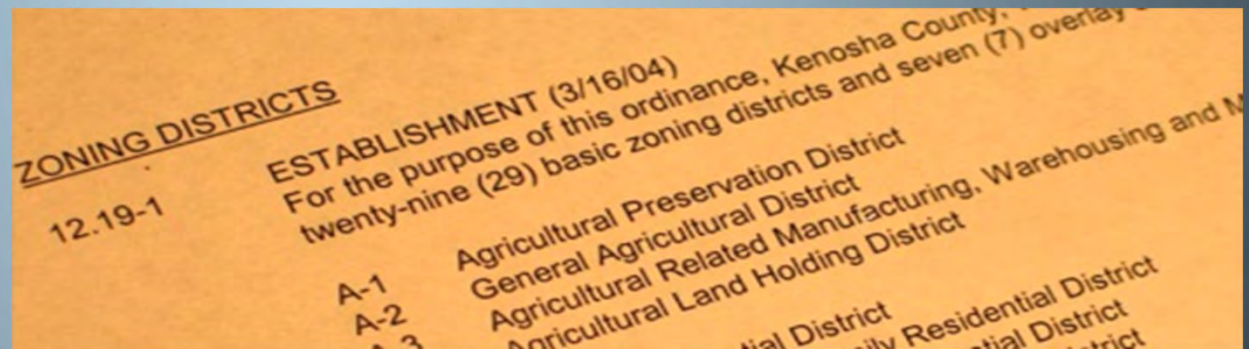 ZONING DISTRICTS
12.19-1 ESTABLISHMENT (3/16/04)
For the purpose of this ordinance, Kenosha County,
twenty-nine (29) basic zoning districts and seven (7) overlay
A-1 Agricultural Preservation District
A-2 General Agricultural District
A-3 Agricultural Related Manufacturing, Warehousing and M
Agricultural Land Holding District
District
Residential District
District